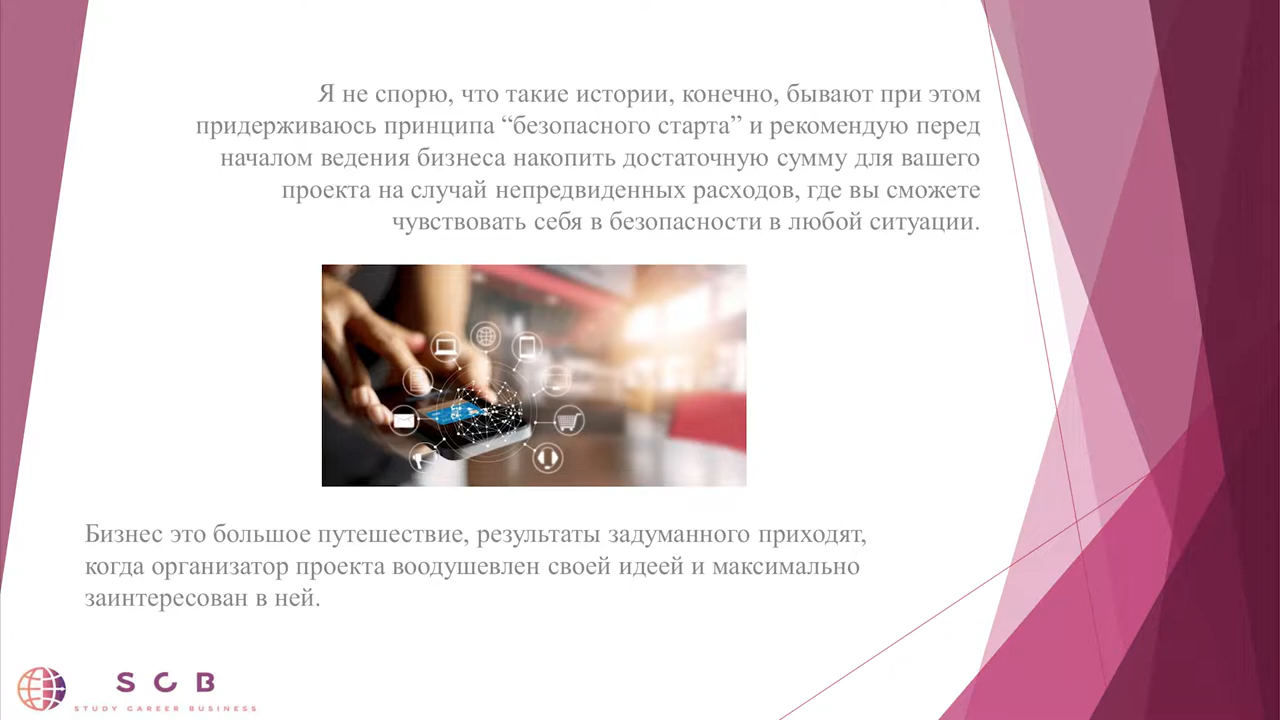 Я не спорю, что такие истории, конечно, бывают при этом
придерживаюсь принципа “безопасного старта” и рекомендую перед
началом ведения бизнеса накопить достаточную сумму для вашего
проекта на случай непредвиденных расходов, где вы сможете
чувствовать себя в безопасности в любой ситуации.
Бизнес это большое путешествие, результаты задуманного приходят,
когда организатор проекта воодушевлен своей идеей и максимально
заинтересован в ней.
SCB
STUDY CAREER BUSINESS